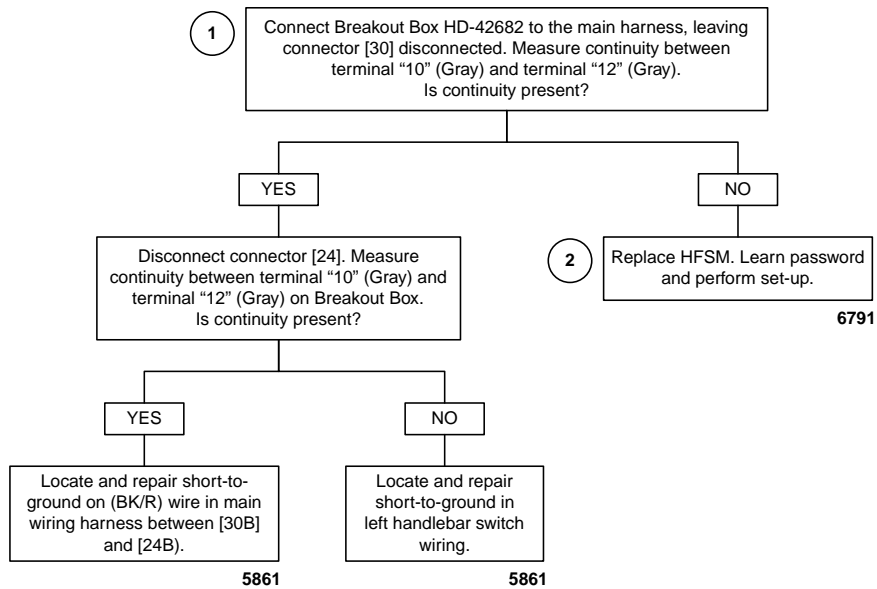 1
Connect Breakout Box HD-42682 to the main harness, leaving
connector [30] disconnected. Measure continuity between
terminal “10” (Gray) and terminal “12” (Gray).
Is continuity present?
YES
NO
Disconnect connector [24]. Measure
continuity between terminal “10” (Gray) and
terminal “12” (Gray) on Breakout Box.
Is continuity present?
2
Replace HFSM. Learn password
and perform set-up.
6791
YES
NO
Locate and repair short-to-
ground on (BK/R) wire in main
wiring harness between [30B]
and [24B).
5861
Locate and repair
short-to-ground in
left handlebar switch
wiring.
5861